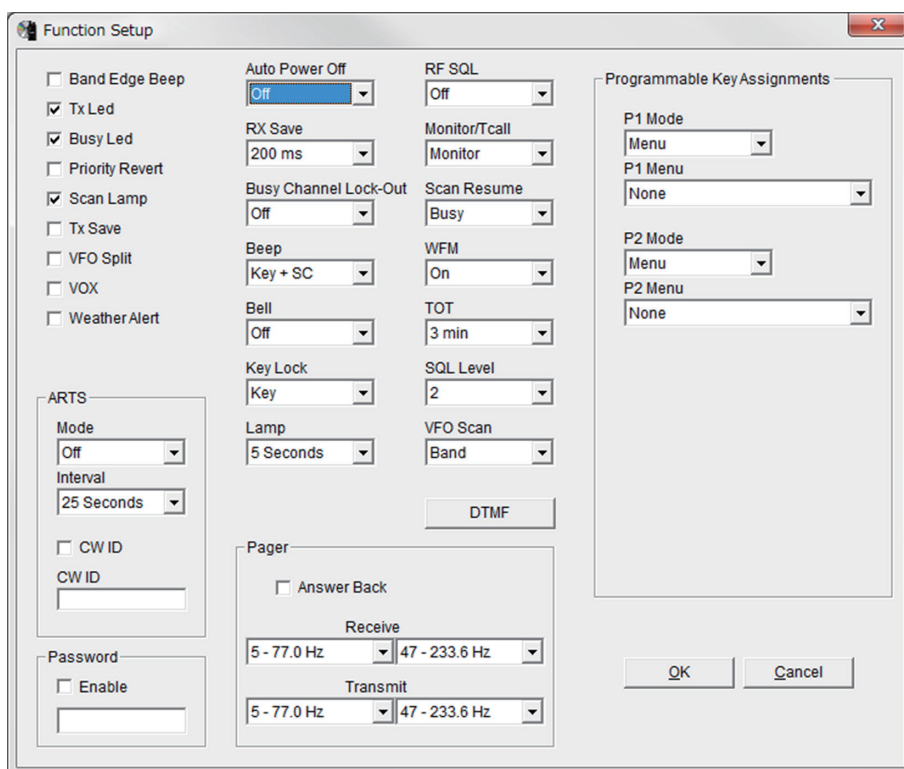 Function Setup
Band Edge Beep
Tx Led
Busy Led
Priority Revert
Scan Lamp
Tx Save
VFO Split
VOX
Weather Alert
ARTS
Mode
Off
Interval
25 Seconds
CW ID
CW ID
Password
Enable
Auto Power Off
Off
RX Save
200 ms
Busy Channel Lock-Out
Off
Beep
Key + SC
Bell
Off
Key Lock
Key
Lamp
5 Seconds
RF SQL
Off
Monitor/Tcall
Monitor
Scan Resume
Busy
WFM
On
TOT
3 min
SQL Level
2
VFO Scan
Band
DTMF
Pager
Answer Back
Receive
5 - 77.0 Hz 47 - 233.6 Hz
Transmit
5 - 77.0 Hz 47 - 233.6 Hz
Programmable Key Assignments
P1 Mode
Menu
P1 Menu
None
P2 Mode
Menu
P2 Menu
None
OK Cancel